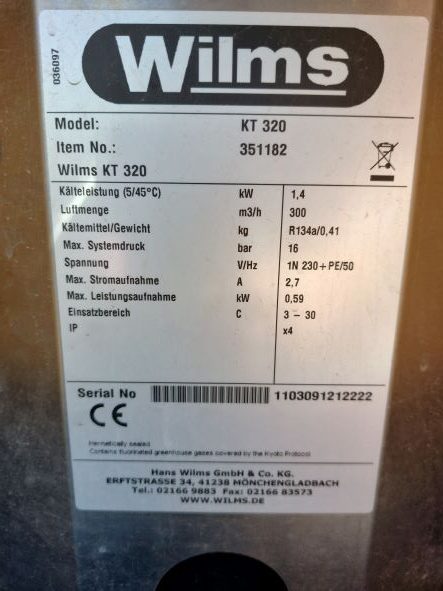 036097
Wilms
Model: KT 320
Item No.: 351182
Wilms KT 320
Kälteleistung (5/45°C) kW 1,4
Luftmenge m3/h 300
Kältemittel/Gewicht kg R134a/0,41
Max. Systemdruck bar 16
Spannung V/Hz 1N 230+PE/50
Max. Stromaufnahme A 2,7
Max. Leistungsaufnahme kW 0,59
Einsatzbereich C 3 - 30
IP x4
Serial No 1103091212222
CE
Hermetically sealed
Contains fluorinated greenhouse gases covered by the Kyoto Protocol
Hans Wilms GmbH & Co. KG.
ERFTSTRASSE 34, 41238 MÖNCHENGLADBACH
Tel.: 02166 9883 Fax: 02166 83573
WWW.WILMS.DE